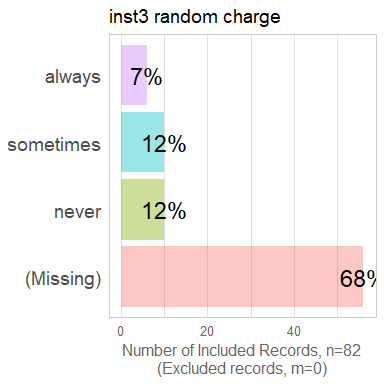 inst3 random charge
always
7%
sometimes
12%
never
12%
(Missing)
68%
0 20 40
Number of Included Records, n=82
(Excluded records, m=0)